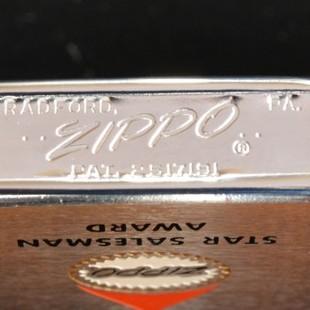 RADFORD, PA.
ZIPPO ®
PAT. 2517191
STAR SALESMAN
AWARD
ZIPPO